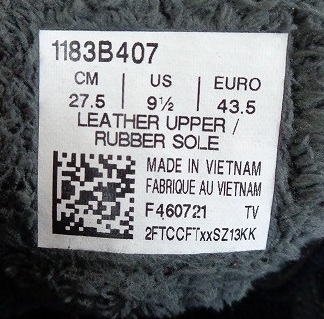 1183B407
CM | US | EURO
27.5 | 9½ | 43.5
LEATHER UPPER /
RUBBER SOLE
MADE IN VIETNAM
FABRIQUE AU VIETNAM
F460721 TV
2FTCCFTxxSZ13KK